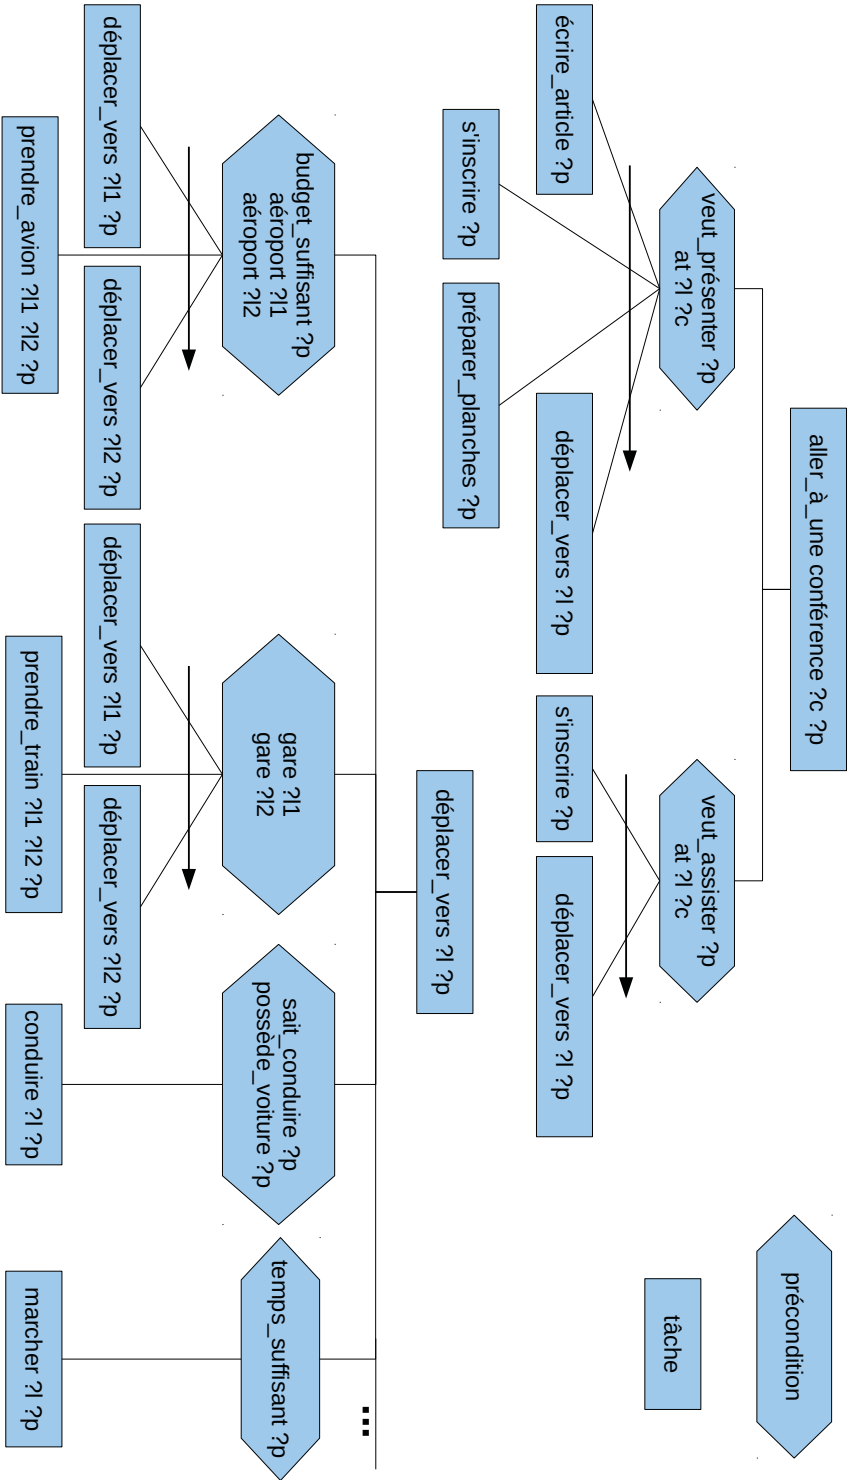 aller_à_une conférence ?c ?p
précondition
tâche
veut_présenter ?p
at ?l ?c
veut_assister ?p
at ?l ?c
écrire_article ?p
s'inscrire ?p
préparer_planches ?p
déplacer_vers ?l ?p
s'inscrire ?p
déplacer_vers ?l ?p
déplacer_vers ?l ?p
budget_suffisant ?p
aéroport ?l1
aéroport ?l2
gare ?l1
gare ?l2
sait_conduire ?p
possède_voiture ?p
temps_suffisant ?p
...
déplacer_vers ?l1 ?p
déplacer_vers ?l2 ?p
déplacer_vers ?l1 ?p
déplacer_vers ?l2 ?p
prendre_avion ?l1 ?l2 ?p
prendre_train ?l1 ?l2 ?p
conduire ?l ?p
marcher ?l ?p